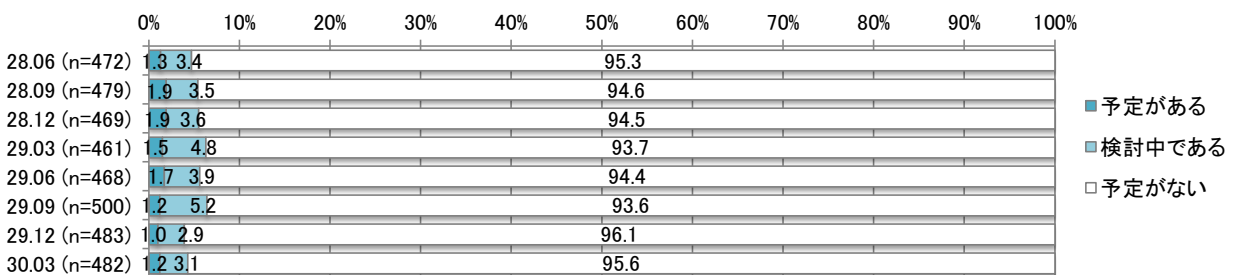 0% 10% 20% 30% 40% 50% 60% 70% 80% 90% 100%
28.06 (n=472) 1.3 3.4 95.3
28.09 (n=479) 1.9 3.5 94.6
28.12 (n=469) 1.9 3.6 94.5
29.03 (n=461) 1.5 4.8 93.7
29.06 (n=468) 1.7 3.9 94.4
29.09 (n=500) 1.2 5.2 93.6
29.12 (n=483) 1.0 2.9 96.1
30.03 (n=482) 1.2 3.1 95.6
予定がある
検討中である
予定がない